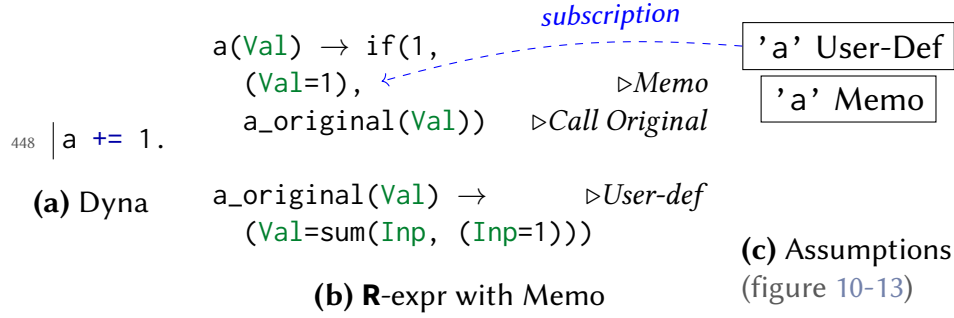 subscription
a(Val) → if(1,
(Val=1), ▷Memo
a_original(Val)) ▷Call Original
'a' User-Def
'a' Memo
448 | a += 1.
(a) Dyna
a_original(Val) → ▷User-def
(Val=sum(Inp, (Inp=1)))
(b) R-expr with Memo
(c) Assumptions
(figure 10-13)